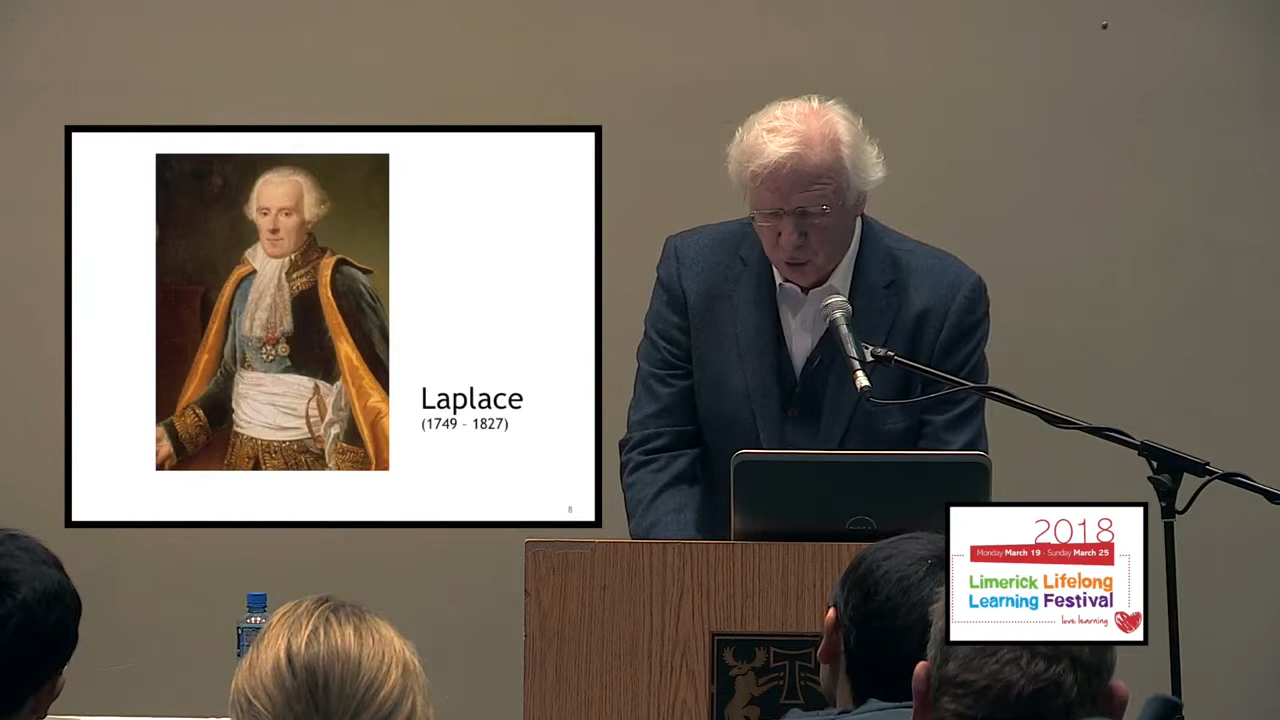 Laplace
(1749 – 1827)
8
2018
Monday March 19 - Sunday March 25
Limerick Lifelong
Learning Festival
love learning
T